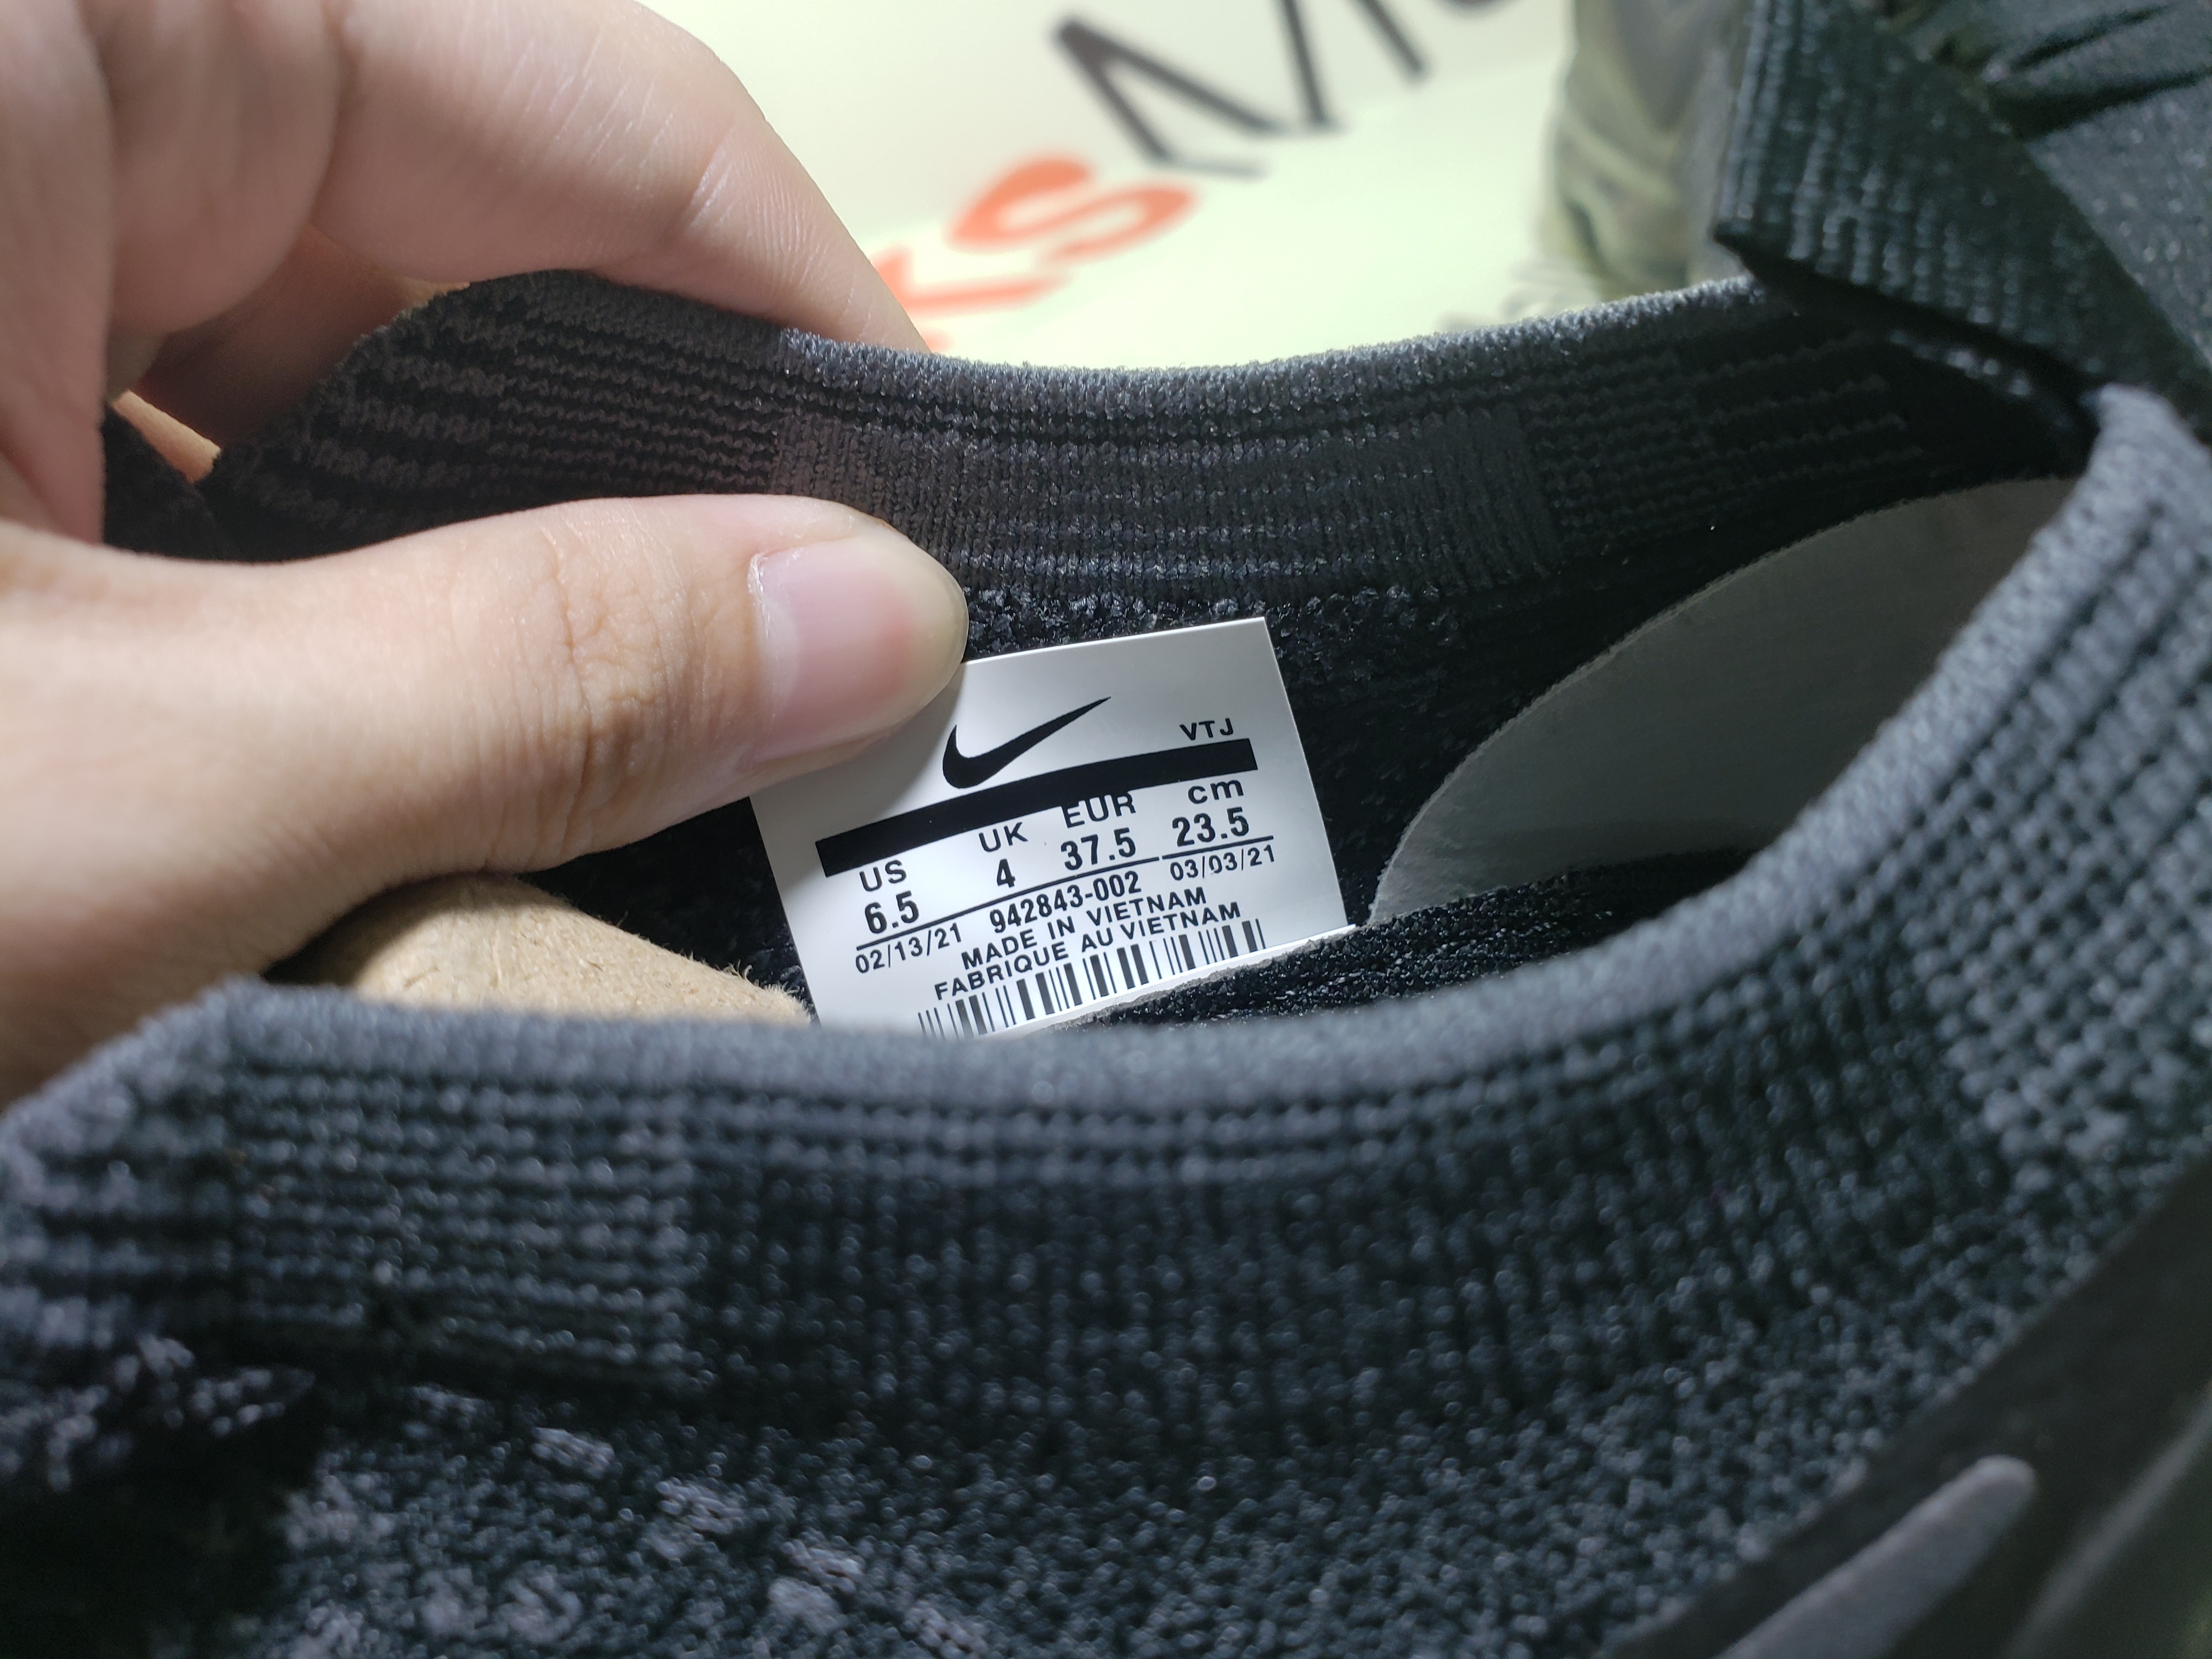 KS
VTJ
US UK EUR cm
6.5 4 37.5 23.5
02/13/21 942843-002 03/03/21
MADE IN VIETNAM
FABRIQUE AU VIETNAM